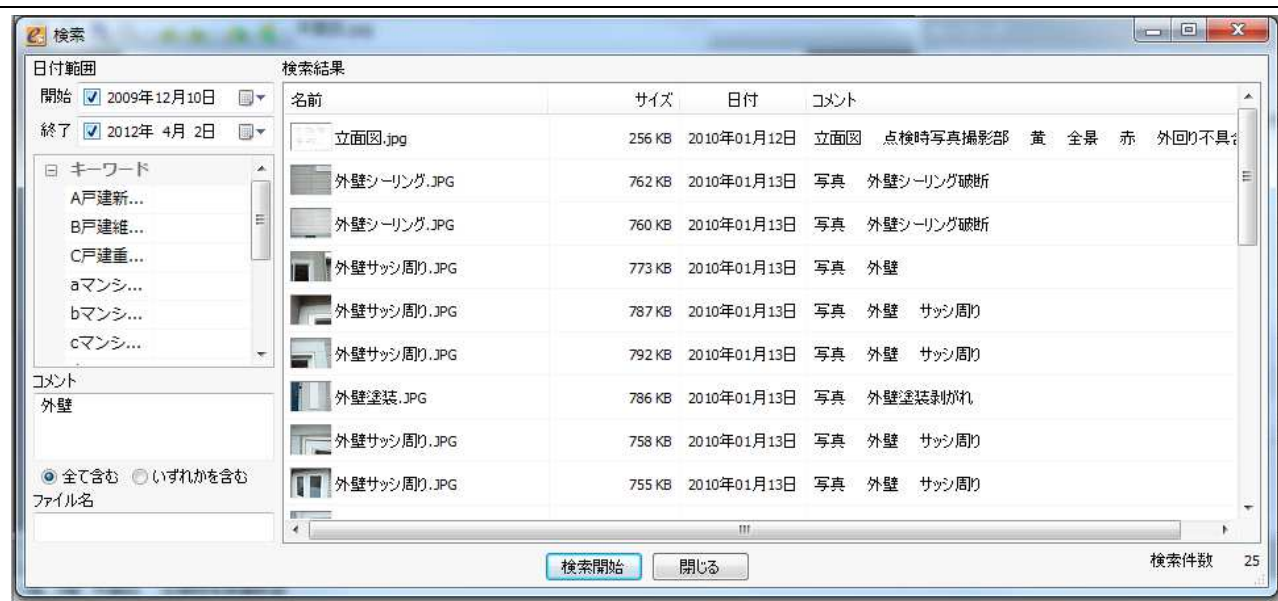 検索
日付範囲
開始 2009年12月10日
終了 2012年 4月 2日
キーワード
A戸建新...
B戸建維...
C戸建重...
aマンシ...
bマンシ...
cマンシ...
コメント
外壁
全て含む いずれかを含む
ファイル名
検索結果
名前 サイズ 日付 コメント
立面図.jpg 256 KB 2010年01月12日 立面図 点検時写真撮影部 黄 全景 赤 外回り不具
外壁シーリング.JPG 762 KB 2010年01月13日 写真 外壁シーリング破断
外壁シーリング.JPG 760 KB 2010年01月13日 写真 外壁シーリング破断
外壁サッシ周り.JPG 773 KB 2010年01月13日 写真 外壁
外壁サッシ周り.JPG 787 KB 2010年01月13日 写真 外壁 サッシ周り
外壁サッシ周り.JPG 792 KB 2010年01月13日 写真 外壁 サッシ周り
外壁塗装.JPG 786 KB 2010年01月13日 写真 外壁塗装剥がれ
外壁サッシ周り.JPG 758 KB 2010年01月13日 写真 外壁 サッシ周り
外壁サッシ周り.JPG 755 KB 2010年01月13日 写真 外壁 サッシ周り
検索開始 閉じる 検索件数 25